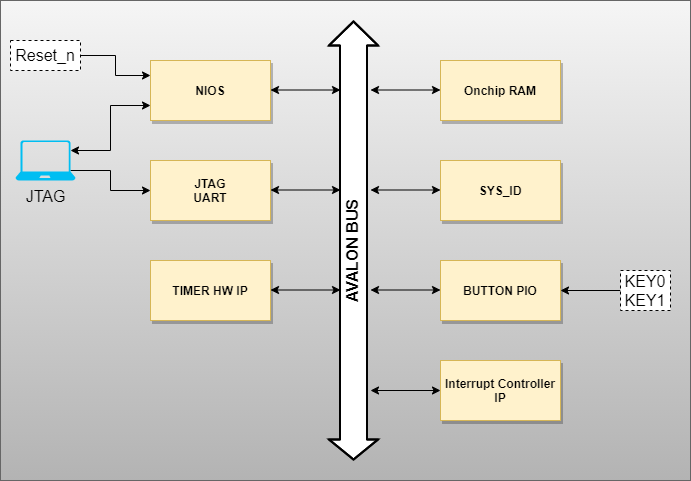 Reset_n
NIOS
Onchip RAM
JTAG
JTAG
UART
SYS_ID
AVALON BUS
TIMER HW IP
BUTTON PIO
KEY0
KEY1
Interrupt Controller
IP